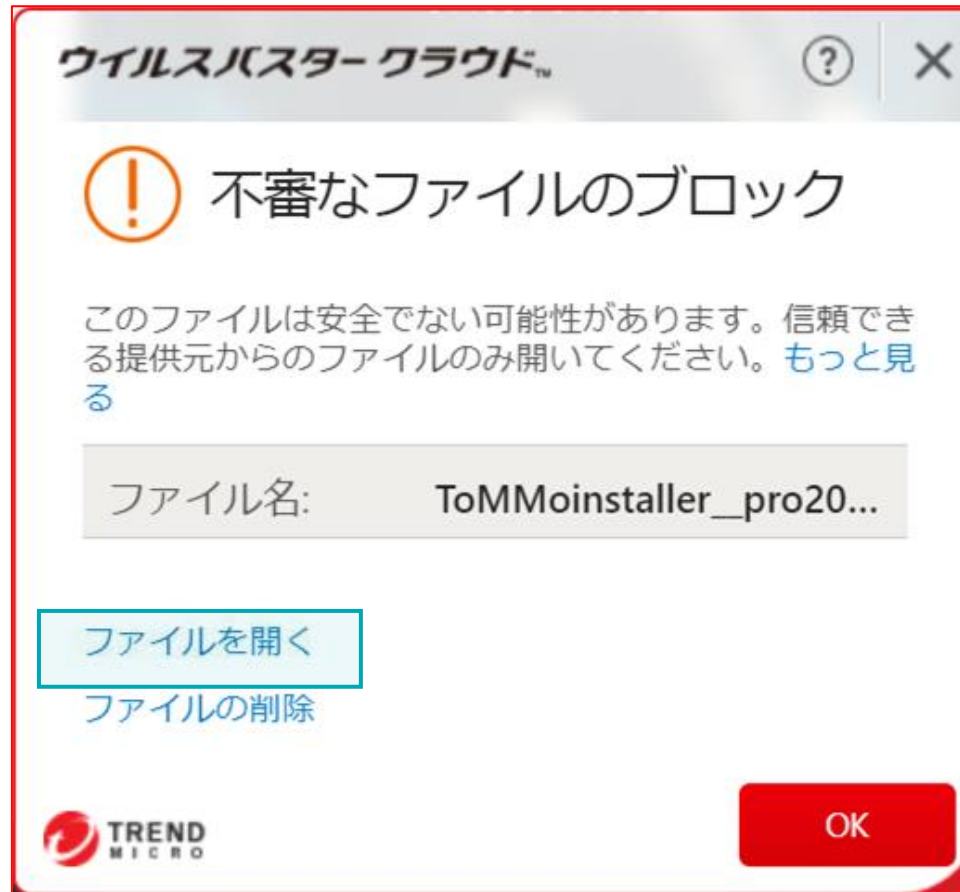 ウイルスバスター クラウド™
?
不審なファイルのブロック
このファイルは安全でない可能性があります。信頼でき
る提供元からのファイルのみ開いてください。もっと見
る
ファイル名: ToMMoinstaller__pro20...
ファイルを開く
ファイルの削除
TREND
MICRO
OK